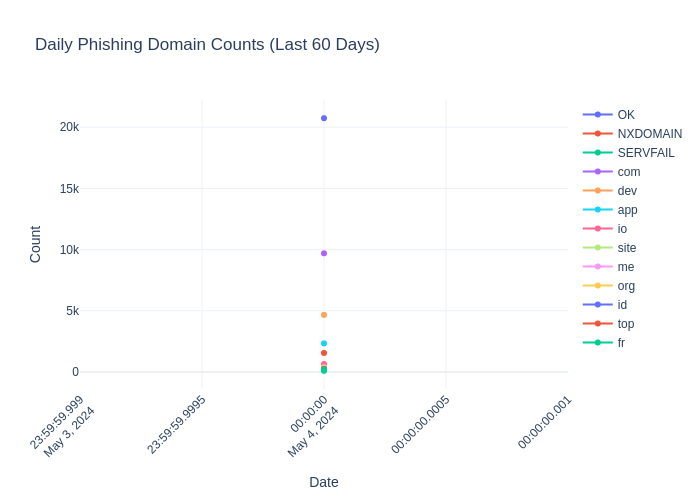 Daily Phishing Domain Counts (Last 60 Days)
Count
20k
15k
10k
5k
0
23:59:59.999
May 3, 2024
23:59:59.9995
00:00:00
May 4, 2024
00:00:00.0005
00:00:00.001
Date
OK
NXDOMAIN
SERVFAIL
com
dev
app
io
site
me
org
id
top
fr